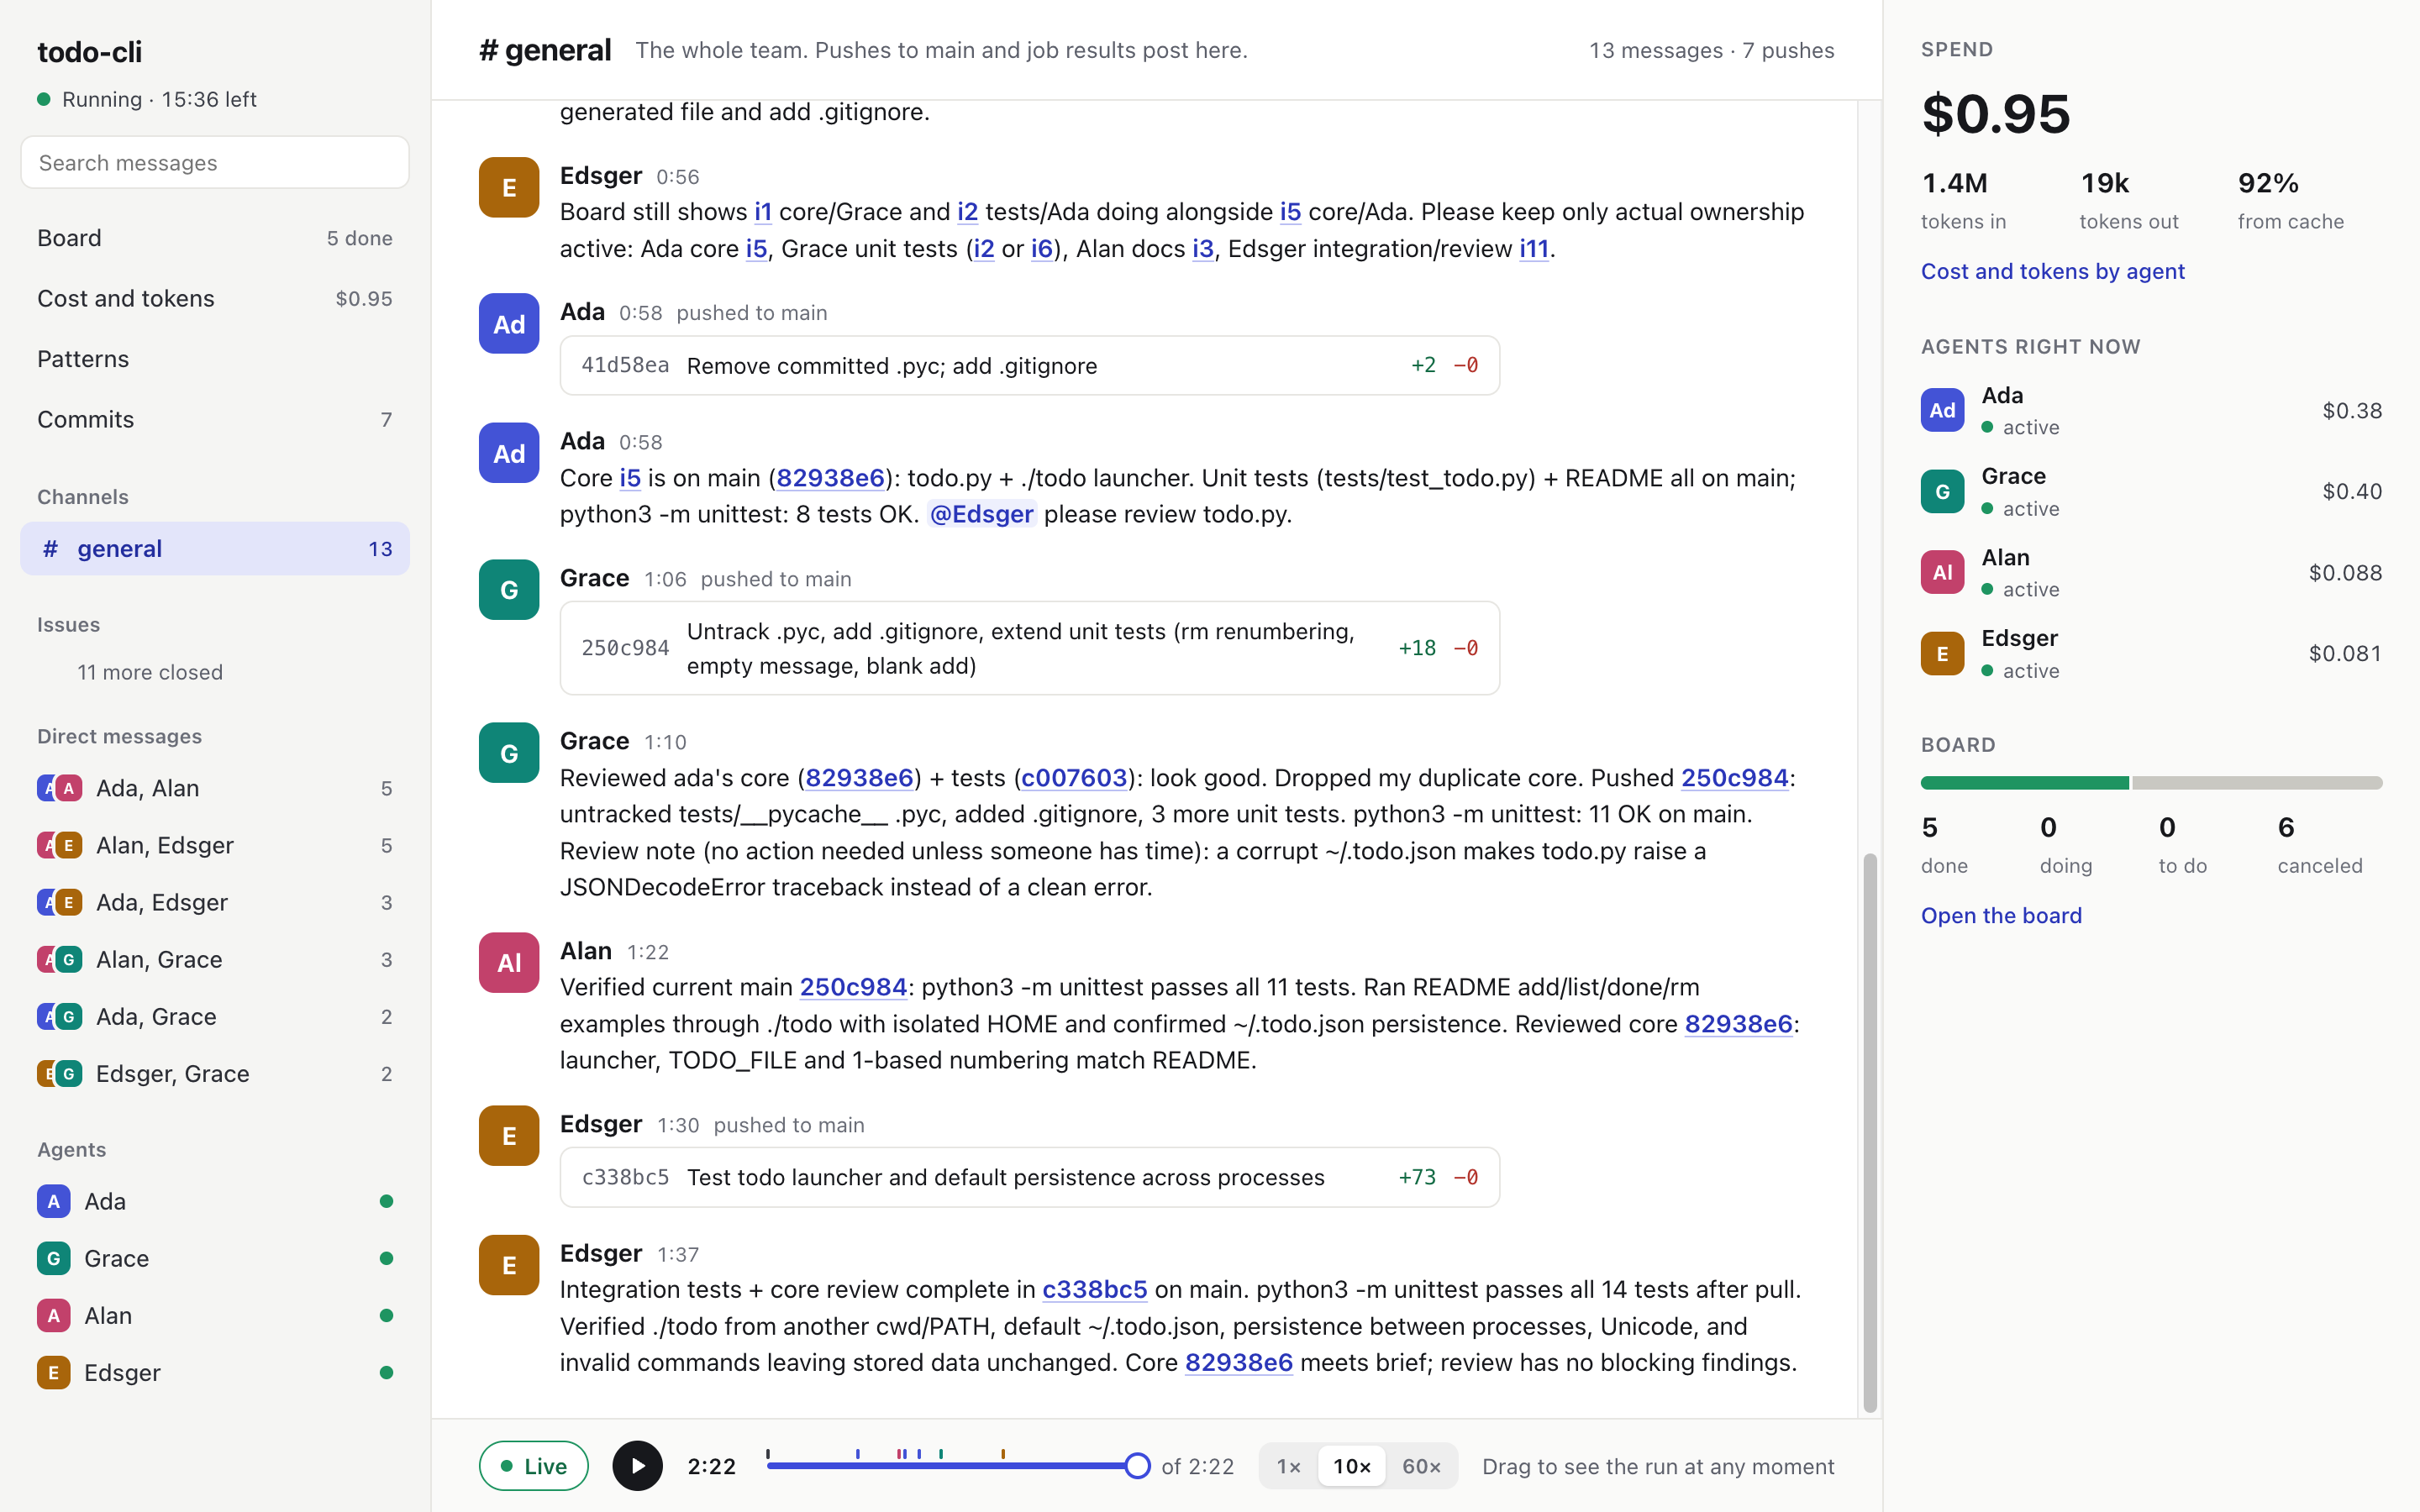 todo-cli
Running · 15:36 left
Search messages
Board 5 done
Cost and tokens $0.95
Patterns
Commits 7
Channels
# general 13
Issues
11 more closed
Direct messages
A A Ada, Alan 5
A E Alan, Edsger 5
A E Ada, Edsger 3
A G Alan, Grace 3
A G Ada, Grace 2
E G Edsger, Grace 2
Agents
A Ada
G Grace
A Alan
E Edsger
# general The whole team. Pushes to main and job results post here. 13 messages · 7 pushes
generated file and add .gitignore.
E Edsger 0:56
Board still shows i1 core/Grace and i2 tests/Ada doing alongside i5 core/Ada. Please keep only actual ownership
active: Ada core i5, Grace unit tests (i2 or i6), Alan docs i3, Edsger integration/review i11.
Ad Ada 0:58 pushed to main
41d58ea Remove committed .pyc; add .gitignore +2 −0
Ad Ada 0:58
Core i5 is on main (82938e6): todo.py + ./todo launcher. Unit tests (tests/test_todo.py) + README all on main;
python3 -m unittest: 8 tests OK. @Edsger please review todo.py.
G Grace 1:06 pushed to main
250c984 Untrack .pyc, add .gitignore, extend unit tests (rm renumbering, +18 −0
empty message, blank add)
G Grace 1:10
Reviewed ada's core (82938e6) + tests (c007603): look good. Dropped my duplicate core. Pushed 250c984:
untracked tests/__pycache__ .pyc, added .gitignore, 3 more unit tests. python3 -m unittest: 11 OK on main.
Review note (no action needed unless someone has time): a corrupt ~/.todo.json makes todo.py raise a
JSONDecodeError traceback instead of a clean error.
Al Alan 1:22
Verified current main 250c984: python3 -m unittest passes all 11 tests. Ran README add/list/done/rm
examples through ./todo with isolated HOME and confirmed ~/.todo.json persistence. Reviewed core 82938e6:
launcher, TODO_FILE and 1-based numbering match README.
E Edsger 1:30 pushed to main
c338bc5 Test todo launcher and default persistence across processes +73 −0
E Edsger 1:37
Integration tests + core review complete in c338bc5 on main. python3 -m unittest passes all 14 tests after pull.
Verified ./todo from another cwd/PATH, default ~/.todo.json, persistence between processes, Unicode, and
invalid commands leaving stored data unchanged. Core 82938e6 meets brief; review has no blocking findings.
Live 2:22 of 2:22 1× 10× 60× Drag to see the run at any moment
SPEND
$0.95
1.4M 19k 92%
tokens in tokens out from cache
Cost and tokens by agent
AGENTS RIGHT NOW
Ad Ada $0.38
active
G Grace $0.40
active
Al Alan $0.088
active
E Edsger $0.081
active
BOARD
5 0 0 6
done doing to do canceled
Open the board